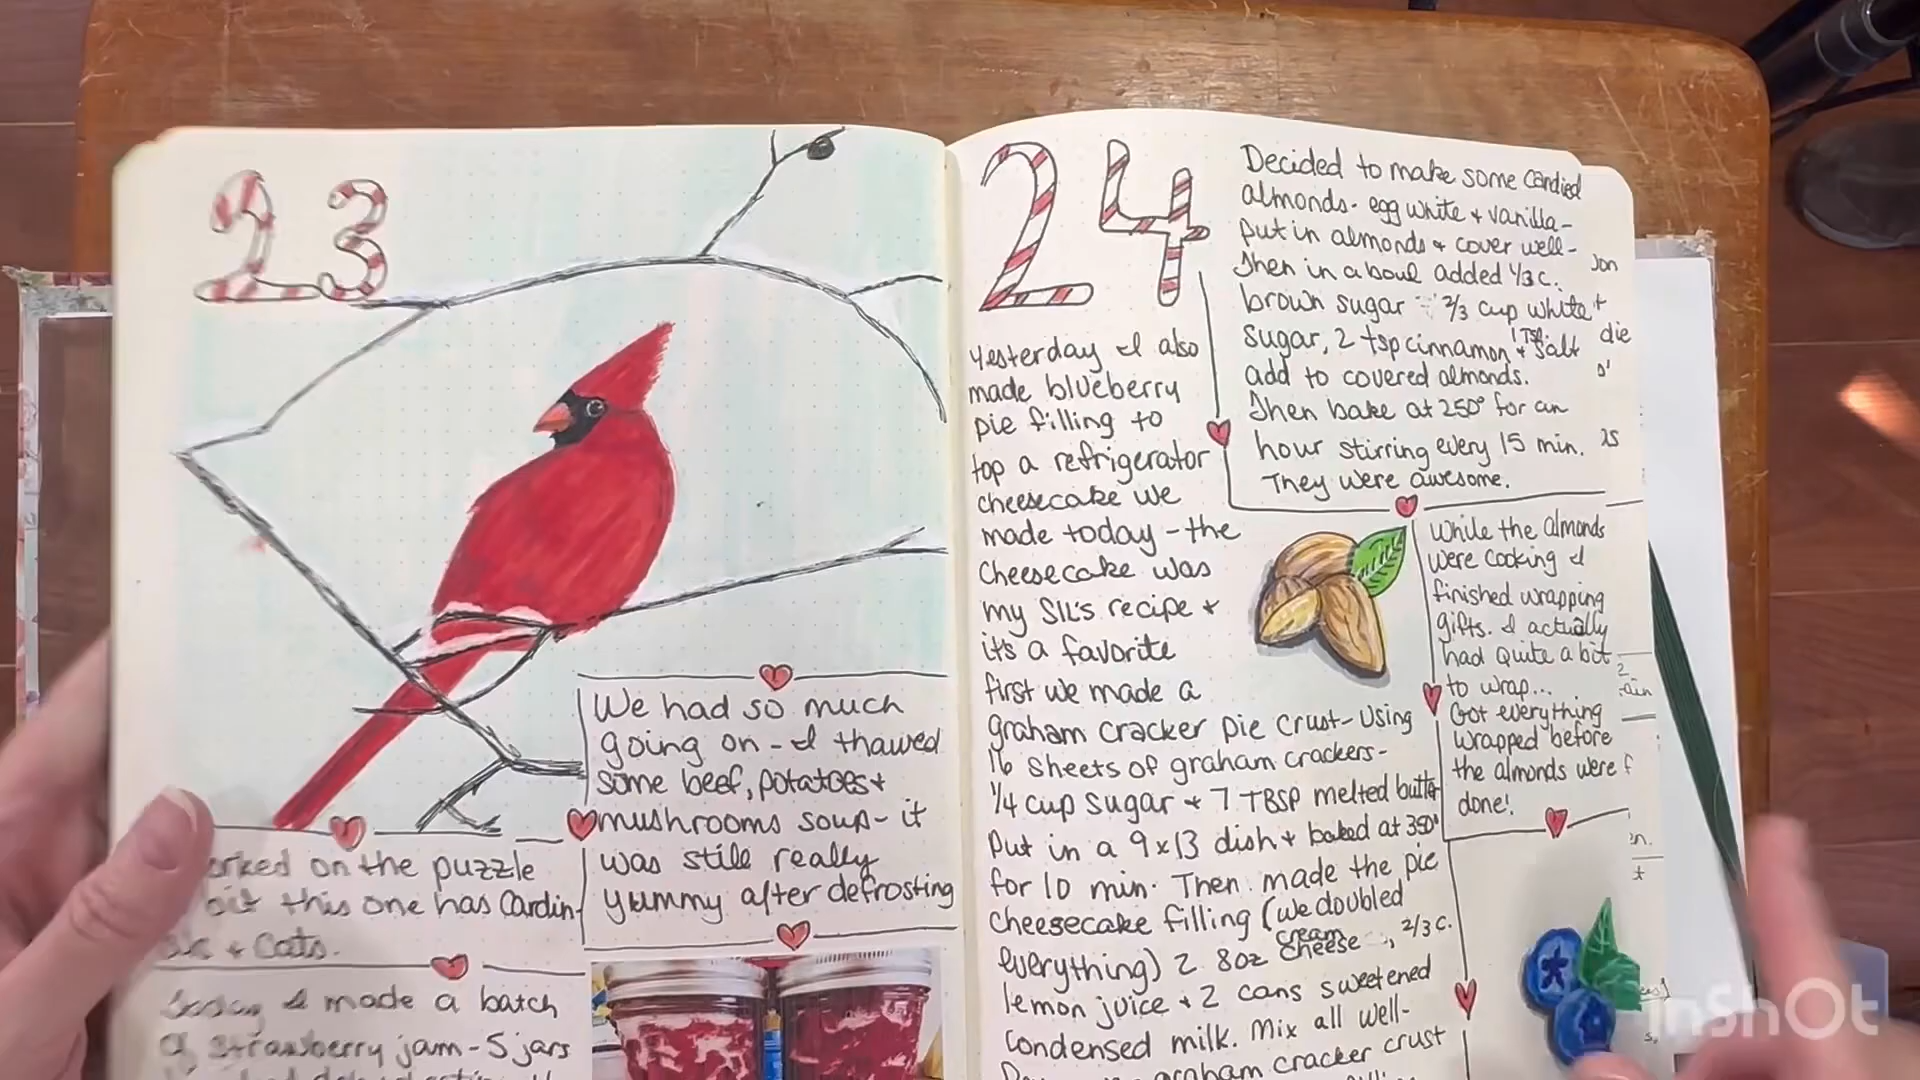 23
We had so much
going on - I thawed
some beef, potatoes +
mushrooms soup - it
was still really
yummy after defrosting
orked on the puzzle
bit this one has Cardin-
+ Cats.
Today I made a batch
of strawberry jam - 5 jars
24
Yesterday I also
made blueberry
pie filling to
top a refrigerator
cheesecake we
made today - the
cheesecake was
my SIL's recipe +
it's a favorite
first we made a
graham cracker pie crust - using
16 sheets of graham crackers -
1/4 cup sugar + 7 TBSP melted butter
put in a 9x13 dish + baked at 350°
for 10 min. Then made the pie
cheesecake filling (we doubled
everything) 2 8oz cream cheese, 2/3 c.
lemon juice + 2 cans sweetened
condensed milk. Mix all well -
graham cracker crust
Decided to make some candied
almonds - egg white + vanilla -
put in almonds + cover well -
Then in a bowl added 1/3 c.
brown sugar 2/3 cup white
sugar, 2 tsp cinnamon + 1 Tsp salt
add to covered almonds.
Then bake at 250° for an
hour stirring every 15 min.
They were awesome.
While the almonds
were cooking I
finished wrapping
gifts. I actually
had quite a bit
to wrap...
Got everything
wrapped before
the almonds were
done!
Jon
+
die
InShOt